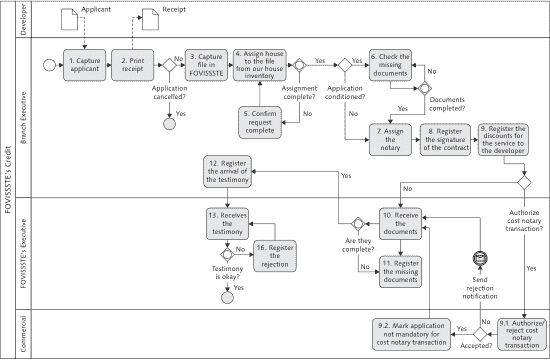 FOVISSSTE's Credit
Developer
Applicant
Receipt
Branch Executive
1. Capture
applicant
2. Print
receipt
No
Application
cancelled?
Yes
3. Capture
file in
FOVISSSTE
4. Assign house
to the file
from our house
inventory
Yes
Assignment
complete?
No
5. Confirm
request
complete
Application
conditioned?
Yes
No
6. Check the
missing
documents
No
Documents
completed?
Yes
7. Assign
the
notary
8. Register
the signature
of the contract
9. Register the
discounts for
the service to
the developer
12. Register
the arrival of
the testimony
Yes
No
Authorize
cost notary
transaction?
Yes
FOVISSSTE's Executive
13. Receives
the
testimony
No
Testimony
is okay?
Yes
16. Register
the
rejection
Are they
complete?
No
10. Receive
the
documents
11. Register
the missing
documents
Send
rejection
notification
Commercial
9.2. Mark application
not mandatory for
cost notary transaction
Yes
No
Accepted?
9.1. Authorize/
reject cost
notary
transaction